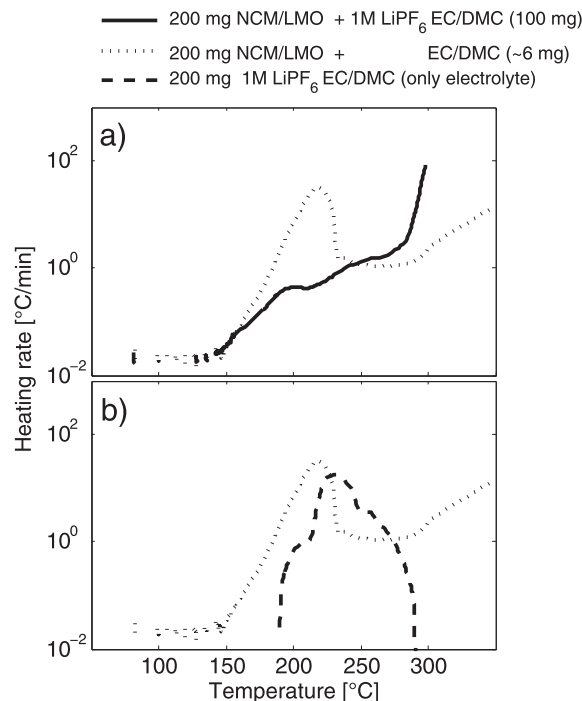 200 mg NCM/LMO + 1M LiPF6 EC/DMC (100 mg)
200 mg NCM/LMO + EC/DMC (~6 mg)
200 mg 1M LiPF6 EC/DMC (only electrolyte)
a)
10^2
10^0
10^-2
Heating rate [°C/min]
b)
10^2
10^0
10^-2
100 150 200 250 300
Temperature [°C]